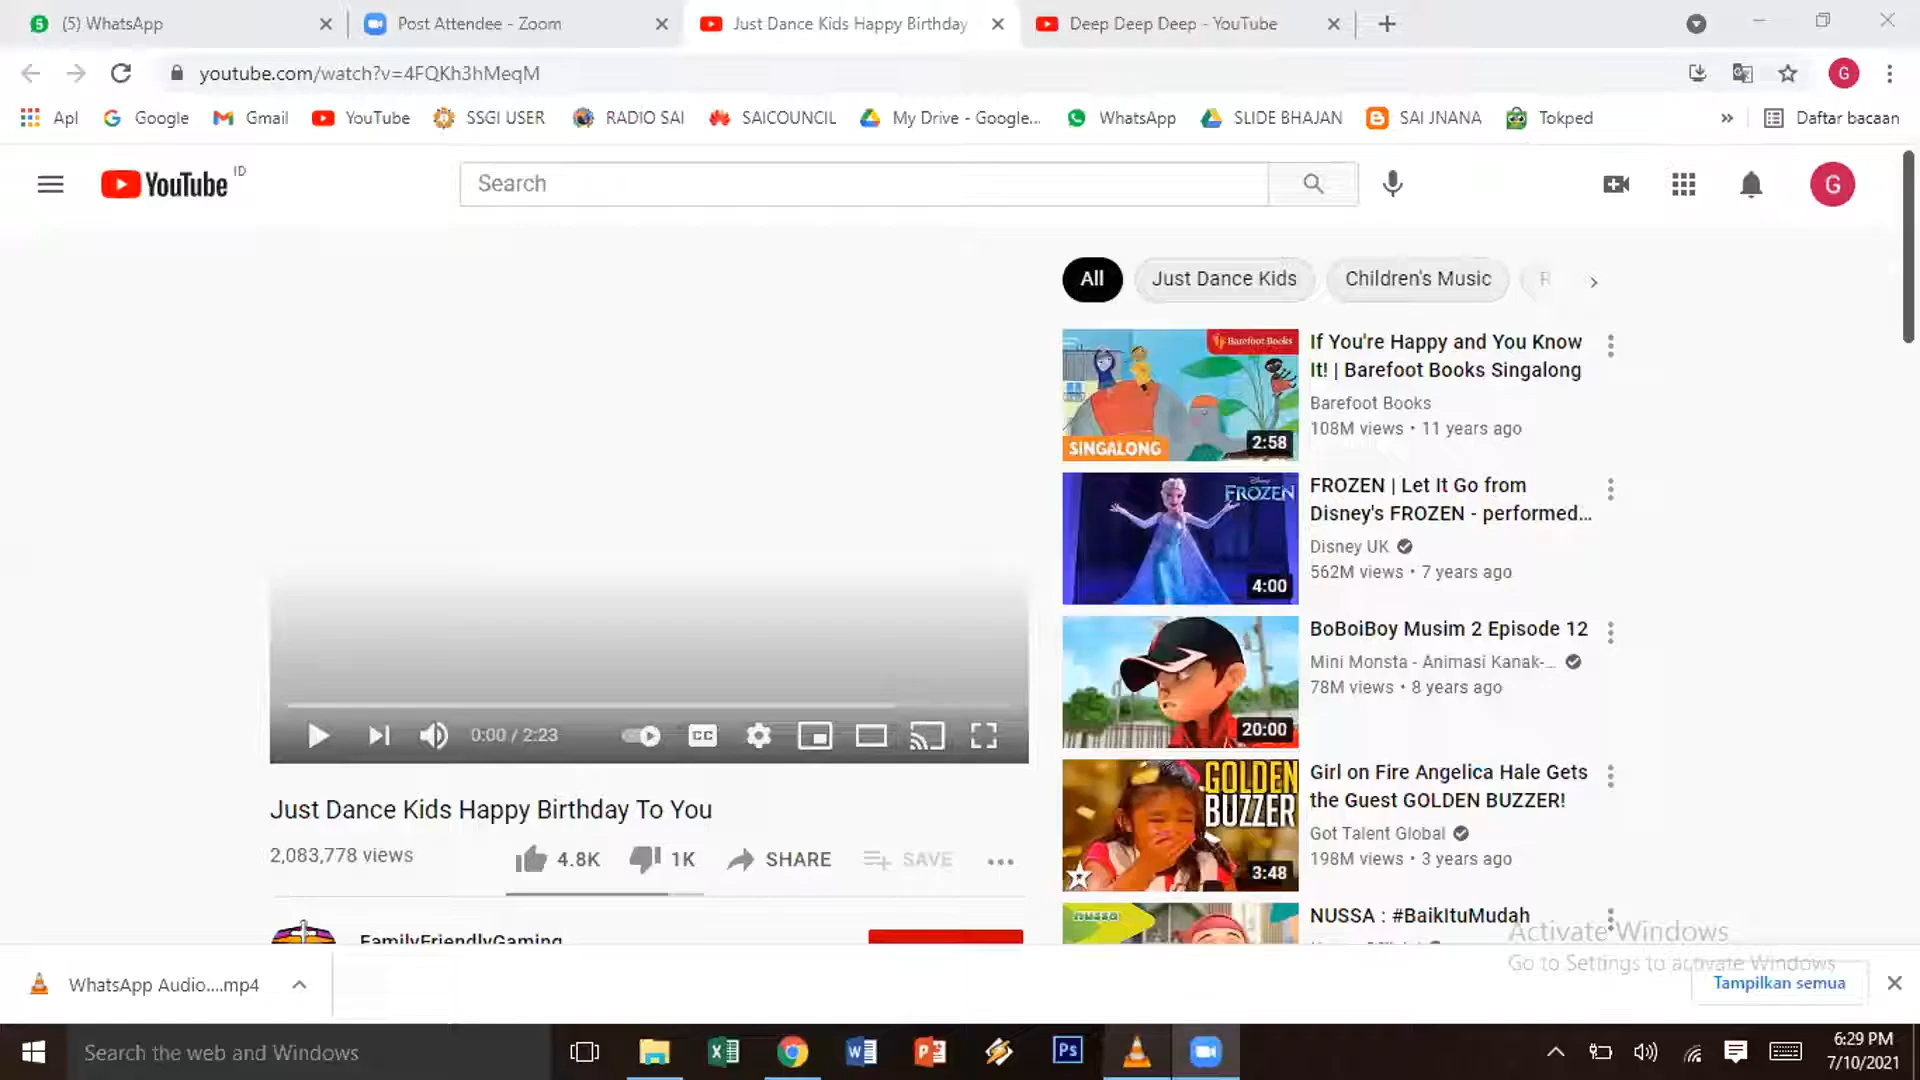 (5) WhatsApp
Post Attendee - Zoom
Just Dance Kids Happy Birthday
Deep Deep Deep - YouTube
youtube.com/watch?v=4FQKh3hMeqM
G
Apl
Google
Gmail
YouTube
SSGI USER
RADIO SAI
SAICOUNCIL
My Drive - Google...
WhatsApp
SLIDE BHAJAN
SAI JNANA
Tokped
»
Daftar bacaan
YouTube ID
Search
G
All
Just Dance Kids
Children's Music
R
Barefoot Books
SINGALONG
2:58
If You're Happy and You Know
It! | Barefoot Books Singalong
Barefoot Books
108M views • 11 years ago
Disney
FROZEN
4:00
FROZEN | Let It Go from
Disney's FROZEN - performed...
Disney UK
562M views • 7 years ago
20:00
BoBoiBoy Musim 2 Episode 12
Mini Monsta - Animasi Kanak-...
78M views • 8 years ago
GOLDEN
BUZZER
3:48
Girl on Fire Angelica Hale Gets
the Guest GOLDEN BUZZER!
Got Talent Global
198M views • 3 years ago
nussa
NUSSA : #BaikItuMudah
0:00 / 2:23
CC
Just Dance Kids Happy Birthday To You
2,083,778 views
4.8K
1K
SHARE
SAVE
FamilyFriendlyGaming
Activate Windows
Go to Settings to activate Windows.
WhatsApp Audio....mp4
Tampilkan semua
Search the web and Windows
Ps
6:29 PM
7/10/2021